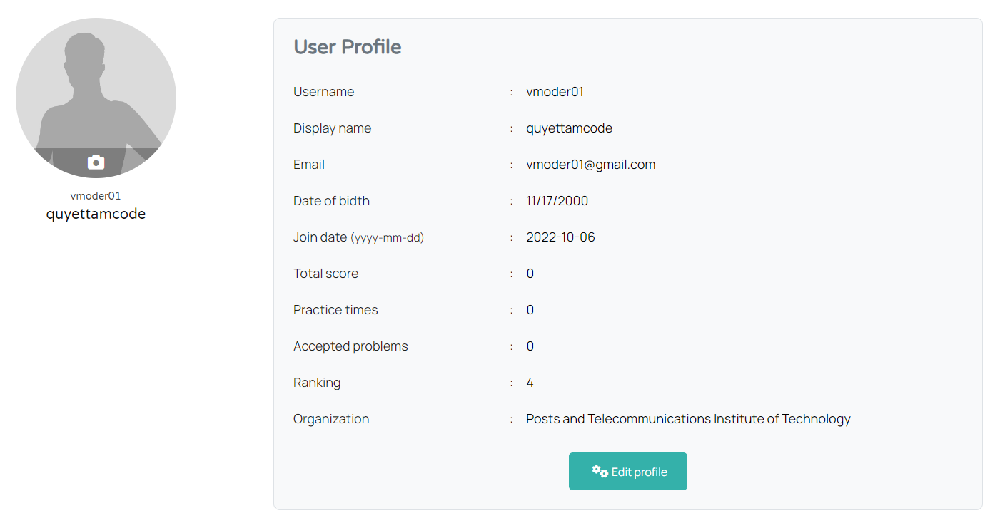 vmoder01
quyettamcode
User Profile
Username : vmoder01
Display name : quyettamcode
Email : vmoder01@gmail.com
Date of bidth : 11/17/2000
Join date (yyyy-mm-dd) : 2022-10-06
Total score : 0
Practice times : 0
Accepted problems : 0
Ranking : 4
Organization : Posts and Telecommunications Institute of Technology
Edit profile